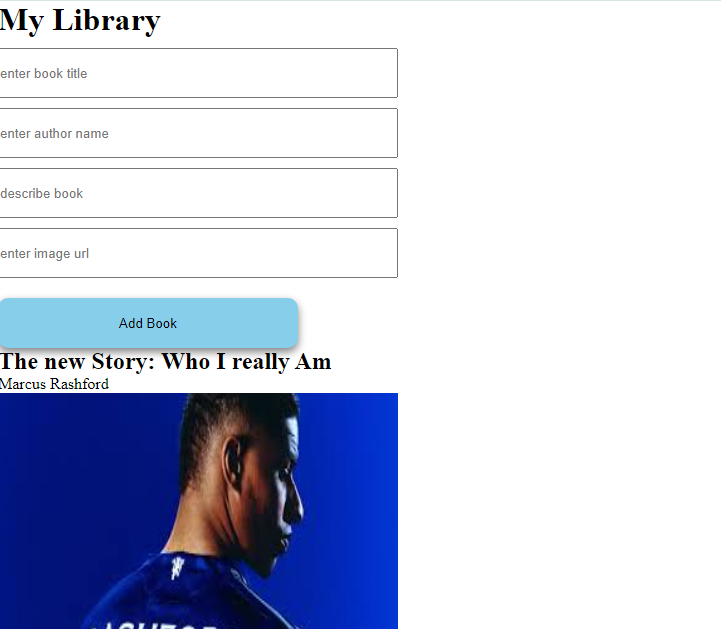 My Library
enter book title
enter author name
describe book
enter image url
Add Book
The new Story: Who I really Am
Marcus Rashford